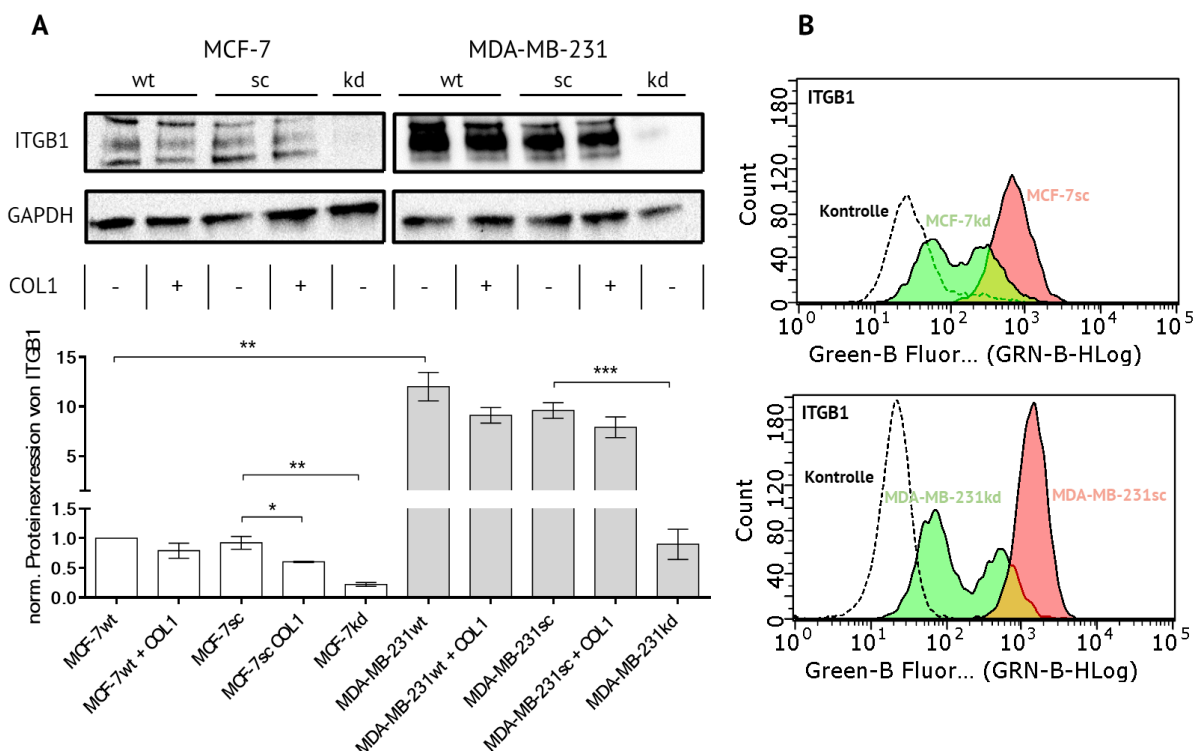 A
MCF-7
MDA-MB-231
wt
sc
kd
wt
sc
kd
ITGB1
GAPDH
COL1
-
+
-
+
-
-
+
-
+
-
norm. Proteinexpression von ITGB1
15
10
5
1.5
1.0
0.5
0.0
**
**
*
***
MCF-7wt
MCF-7wt + COL1
MCF-7sc
MCF-7sc COL1
MCF-7kd
MDA-MB-231wt
MDA-MB-231wt + COL1
MDA-MB-231sc
MDA-MB-231sc + COL1
MDA-MB-231kd
B
ITGB1
Count
180
120
80
40
0
Kontrolle
MCF-7kd
MCF-7sc
10^0 10^1 10^2 10^3 10^4 10^5
Green-B Fluor... (GRN-B-HLog)
ITGB1
Count
180
120
80
40
0
Kontrolle
MDA-MB-231kd
MDA-MB-231sc
10^0 10^1 10^2 10^3 10^4 10^5
Green-B Fluor... (GRN-B-HLog)